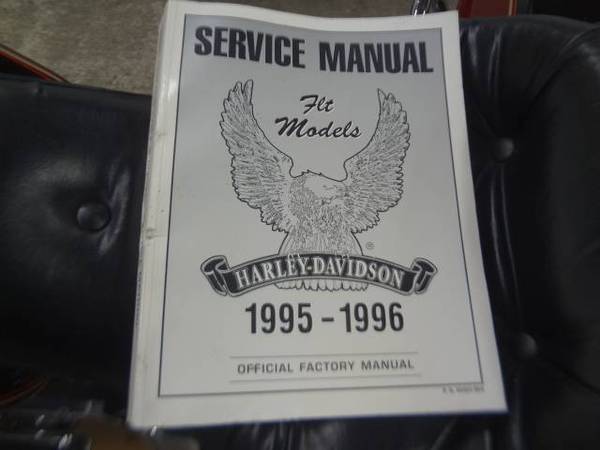 SERVICE MANUAL
Flt
Models
®
HARLEY-DAVIDSON
1995-1996
OFFICIAL FACTORY MANUAL